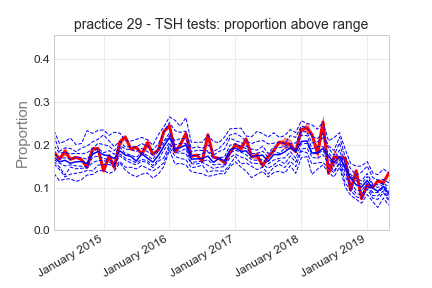 practice 29 - TSH tests: proportion above range
Proportion
0.4
0.3
0.2
0.1
0.0
January 2015
January 2016
January 2017
January 2018
January 2019